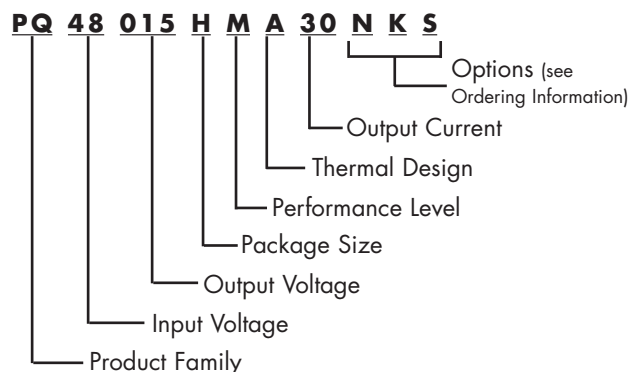 PQ 48 015 H M A 30 N K S
Options (see
Ordering Information)
Output Current
Thermal Design
Performance Level
Package Size
Output Voltage
Input Voltage
Product Family